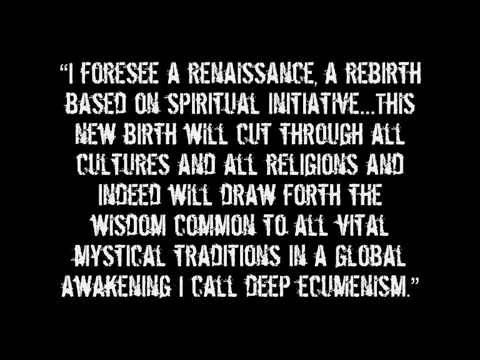 “I FORESEE A RENAISSANCE, A REBIRTH
BASED ON SPIRITUAL INITIATIVE...THIS
NEW BIRTH WILL CUT THROUGH ALL
CULTURES AND ALL RELIGIONS AND
INDEED WILL DRAW FORTH THE
WISDOM COMMON TO ALL VITAL
MYSTICAL TRADITIONS IN A GLOBAL
AWAKENING I CALL DEEP ECUMENISM.”